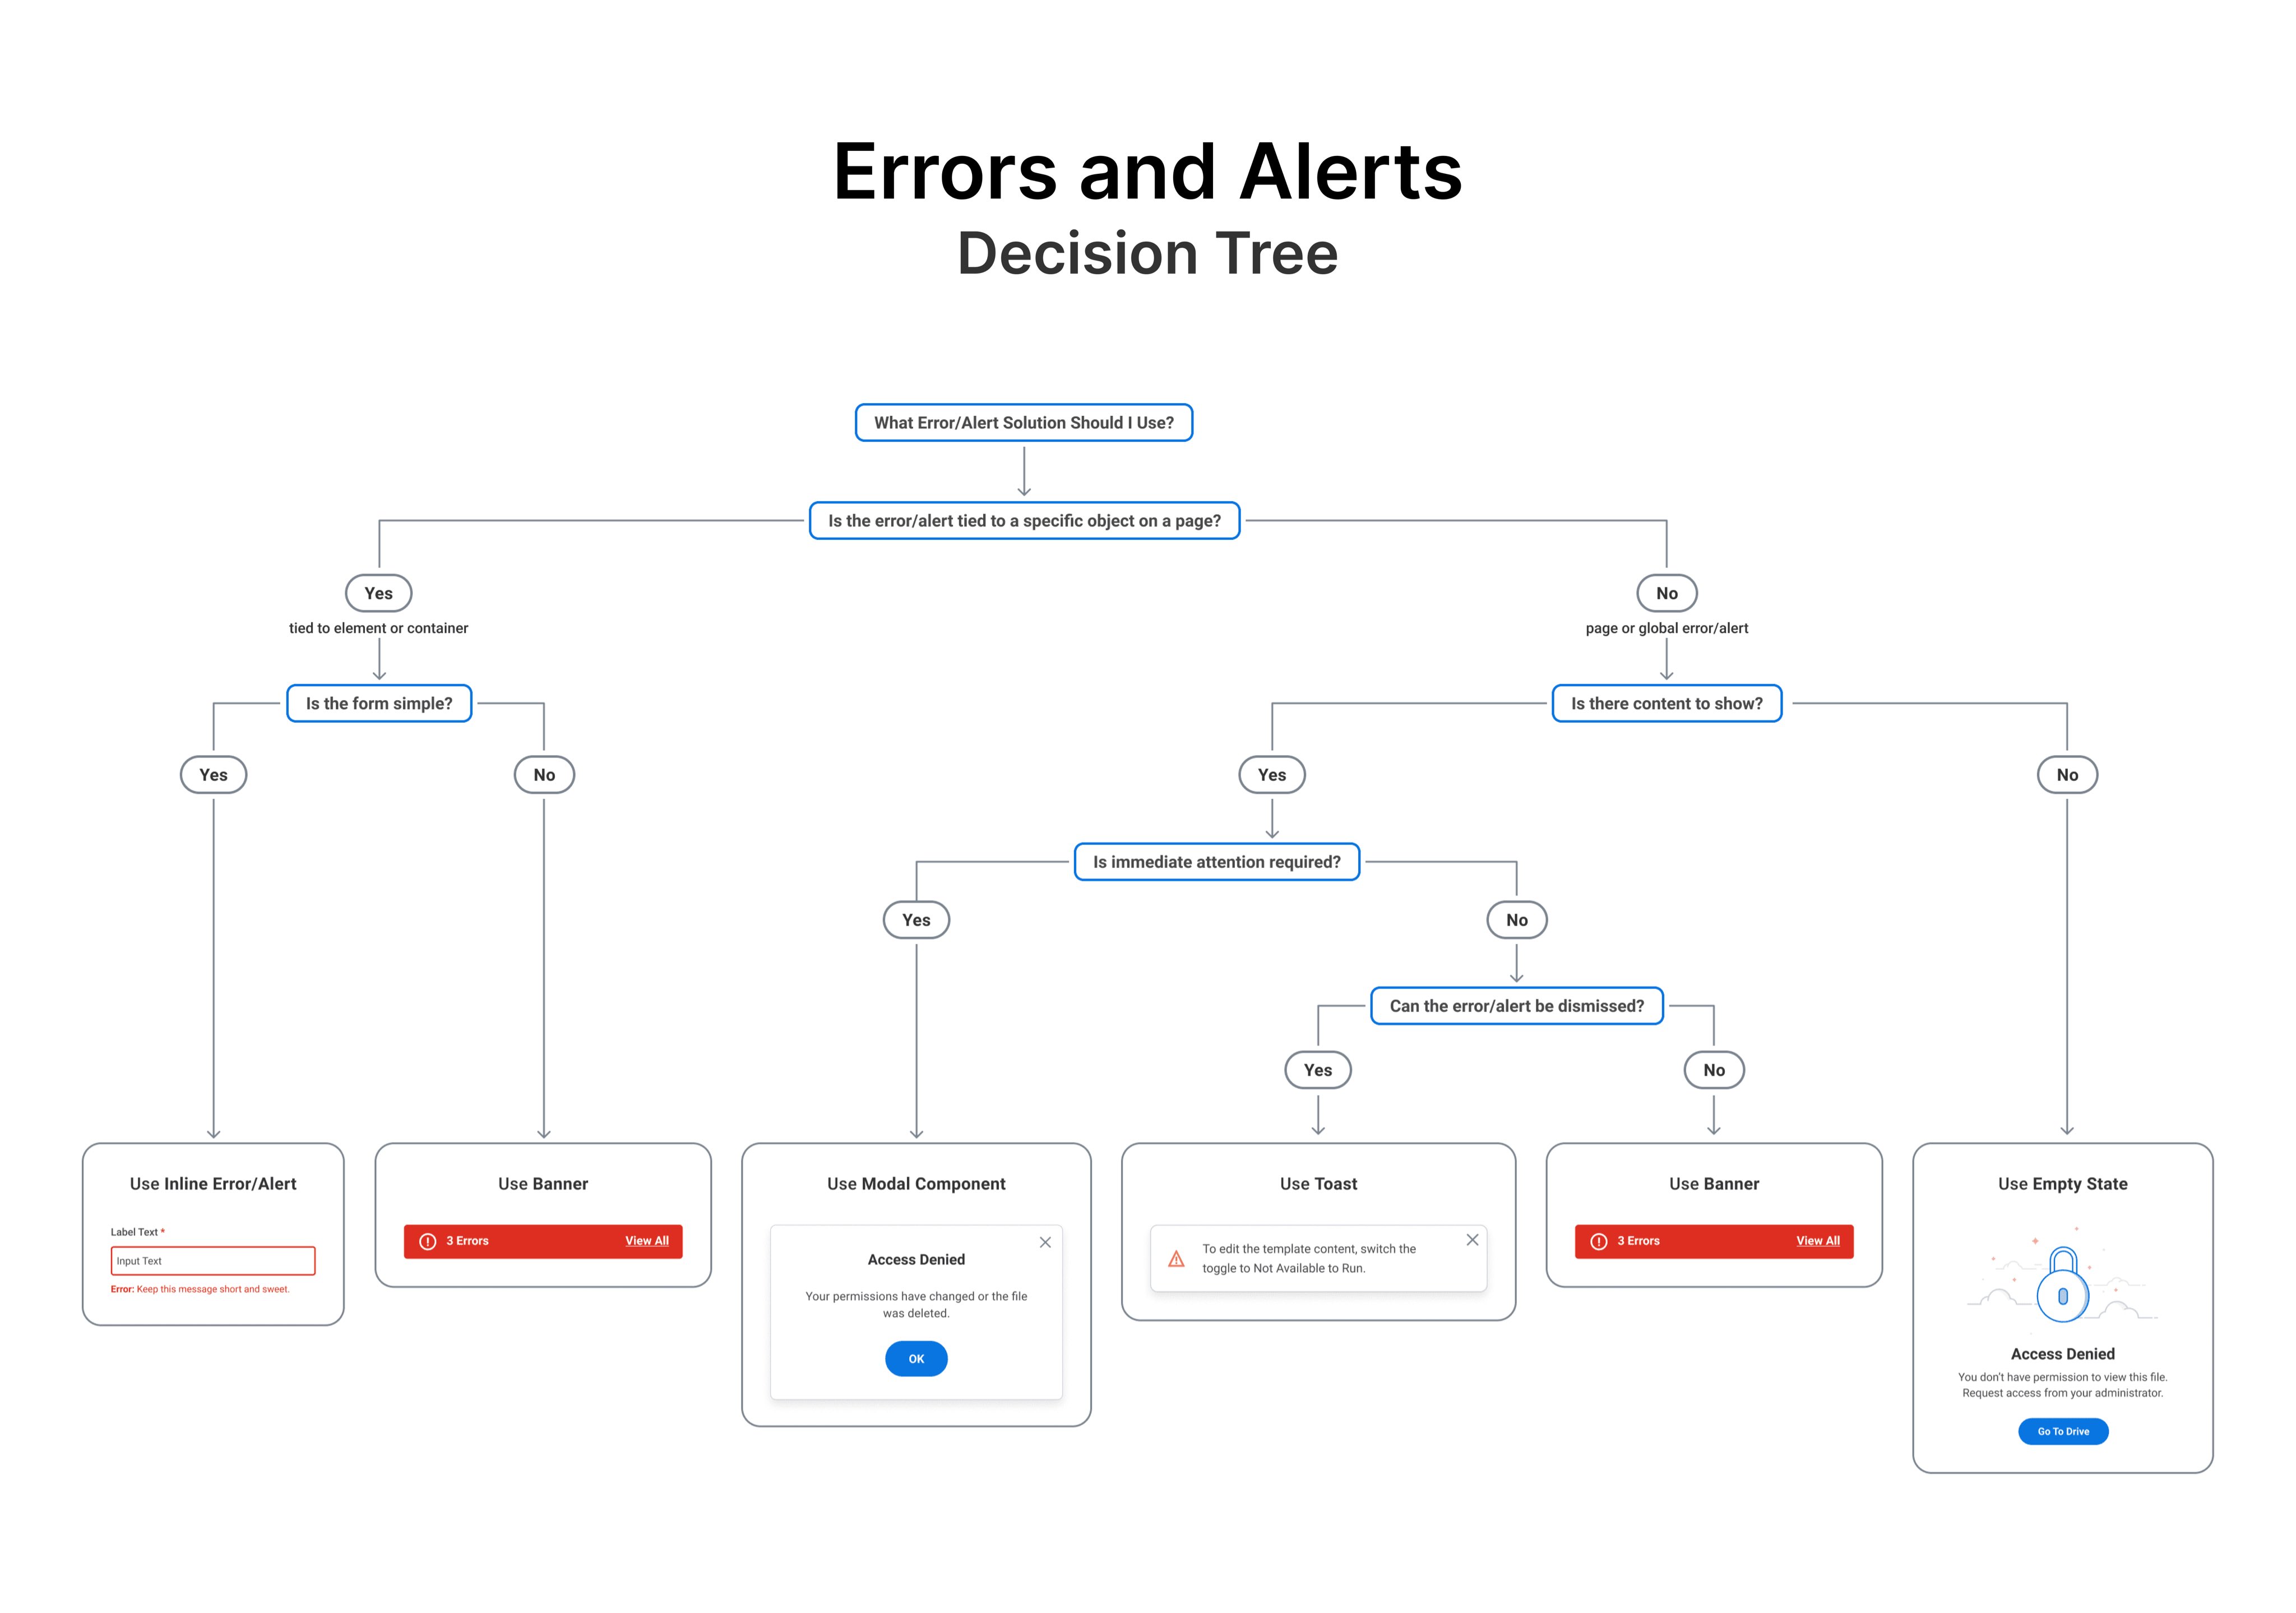 Errors and Alerts
Decision Tree
What Error/Alert Solution Should I Use?
Is the error/alert tied to a specific object on a page?
Yes
No
tied to element or container
page or global error/alert
Is the form simple?
Is there content to show?
Yes
No
Yes
No
Is immediate attention required?
Yes
No
Can the error/alert be dismissed?
Yes
No
Use Inline Error/Alert
Label Text *
Input Text
Error: Keep this message short and sweet.
Use Banner
3 Errors
View All
Use Modal Component
Access Denied
Your permissions have changed or the file
was deleted.
OK
Use Toast
To edit the template content, switch the
toggle to Not Available to Run.
Use Banner
3 Errors
View All
Use Empty State
Access Denied
You don't have permission to view this file.
Request access from your administrator.
Go To Drive